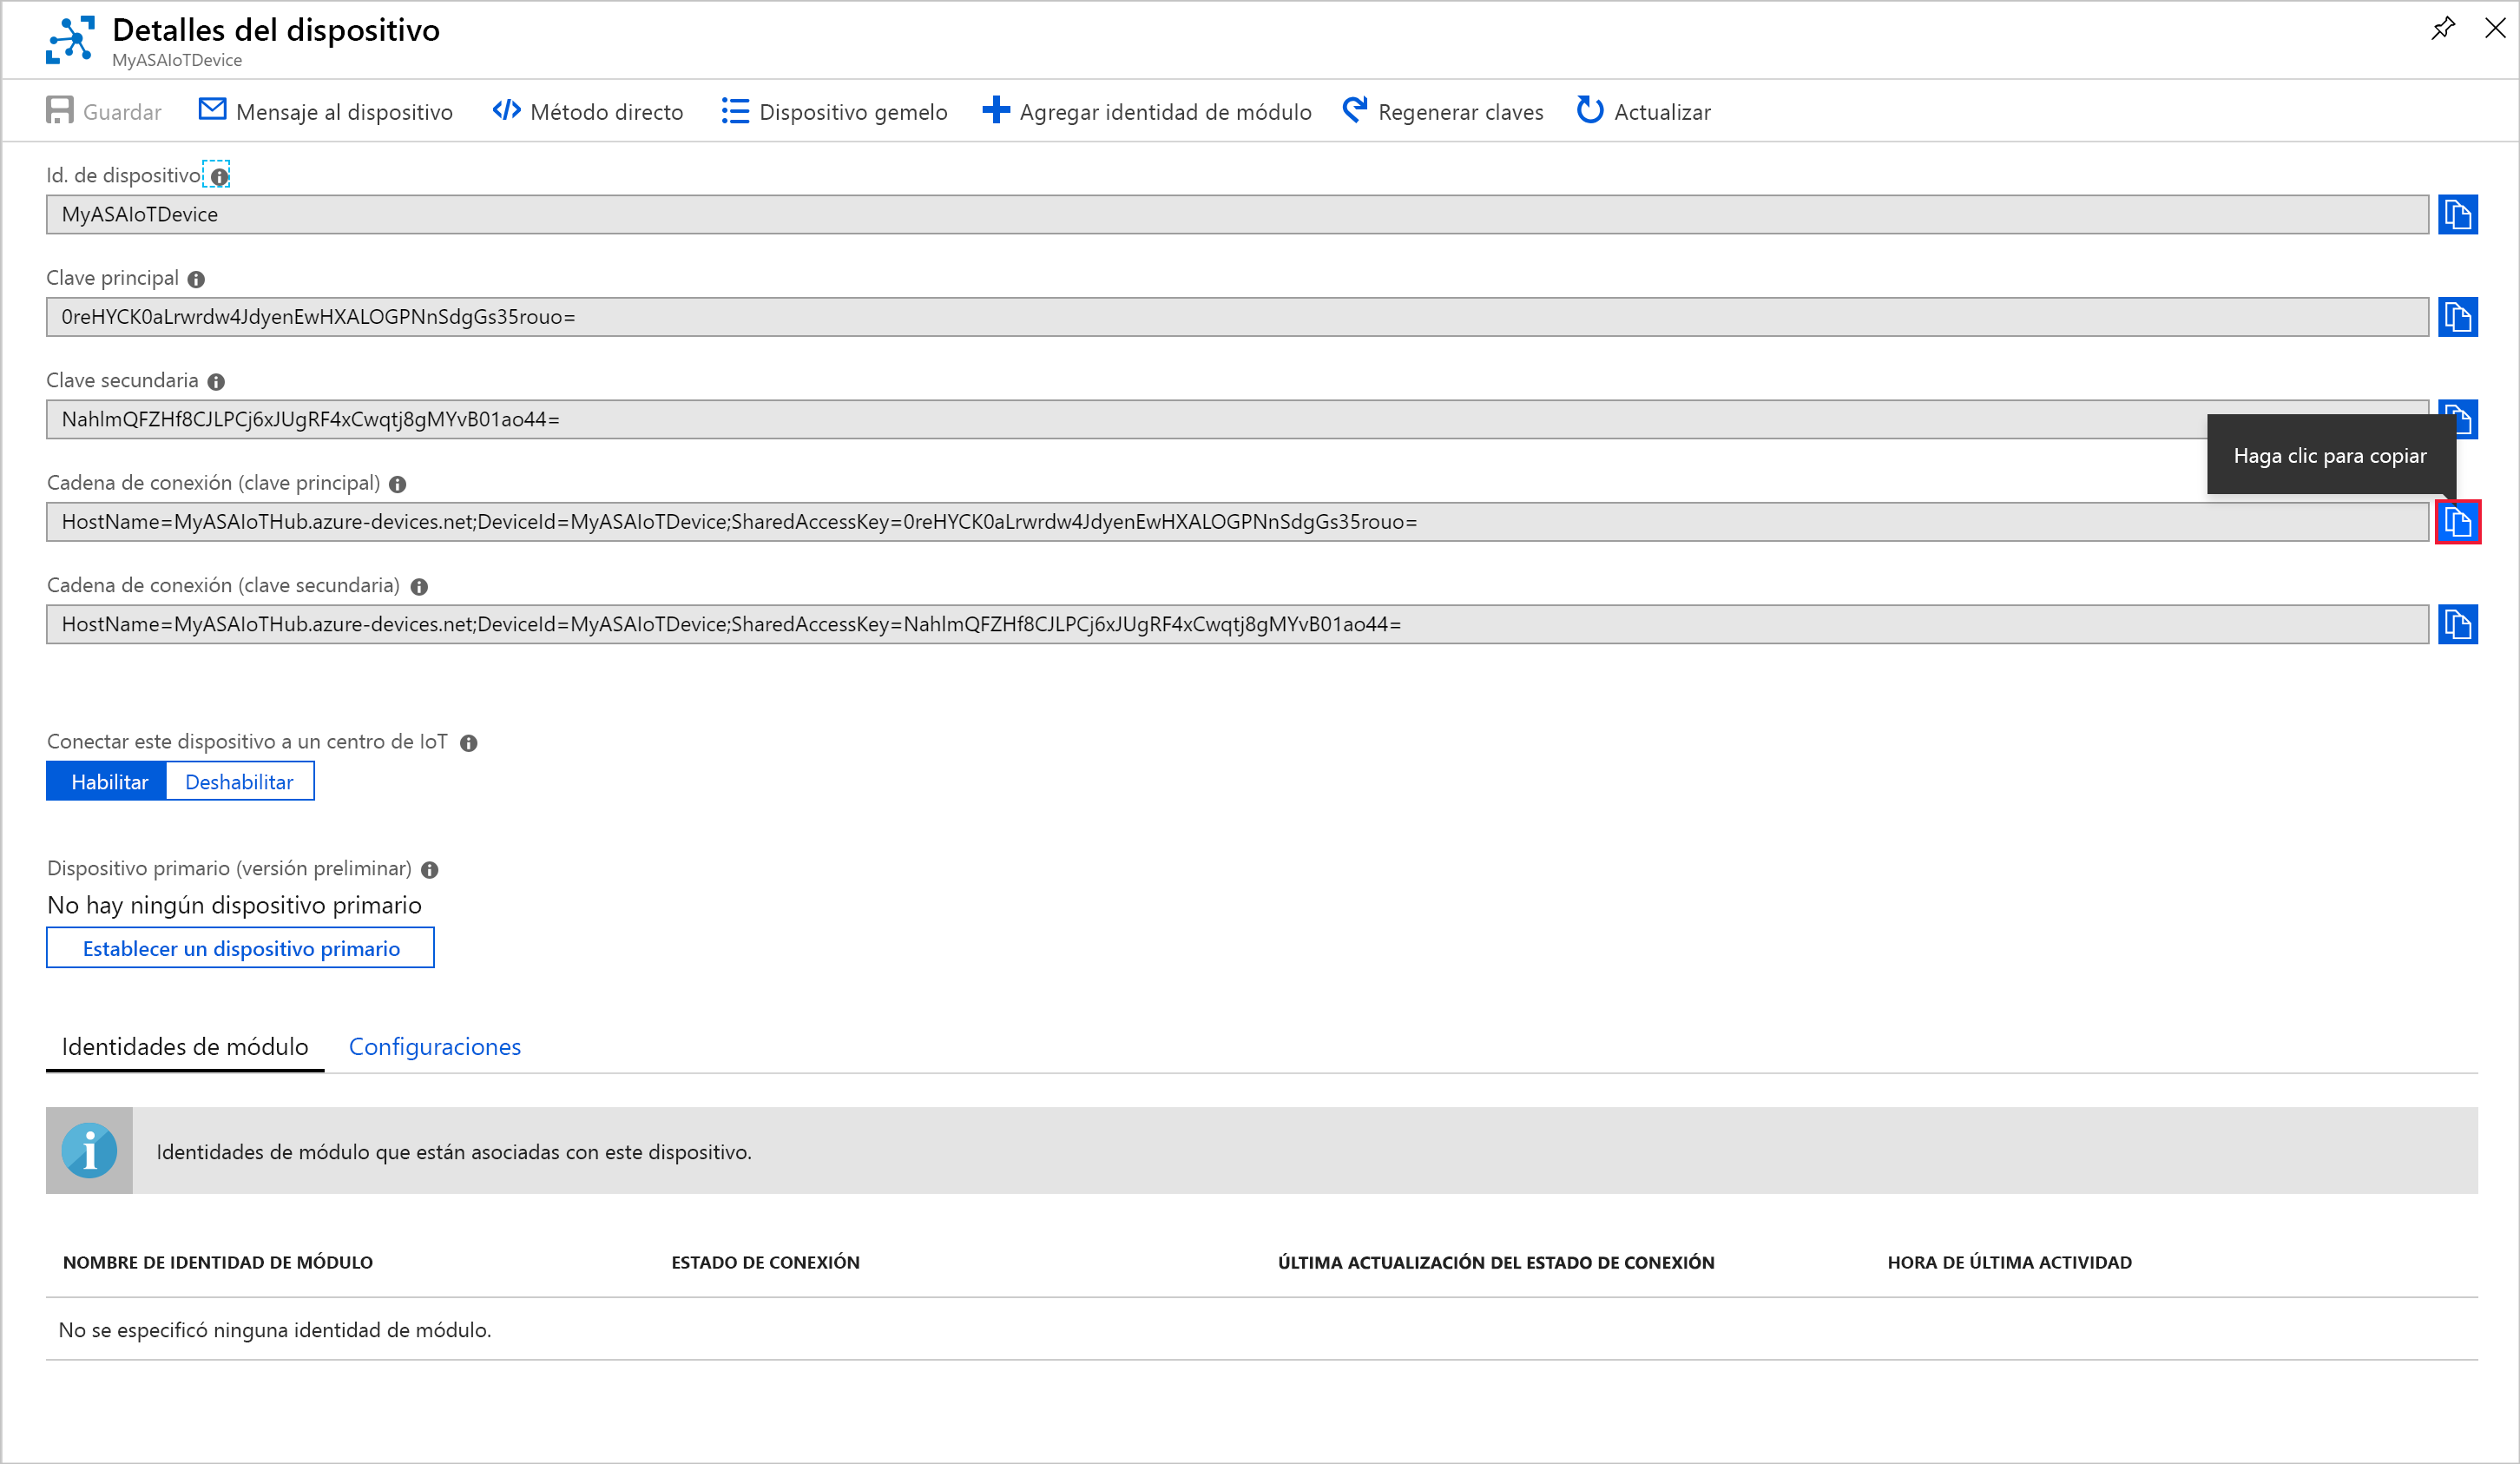 Detalles del dispositivo
MyASAIoTDevice
Guardar Mensaje al dispositivo Método directo Dispositivo gemelo Agregar identidad de módulo Regenerar claves Actualizar
Id. de dispositivo
MyASAIoTDevice
Clave principal
0reHYCK0aLrwrdw4JdyenEwHXALOGPNnSdgGs35rouo=
Clave secundaria
NahlmQFZHf8CJLPCj6xJUgRF4xCwqtj8gMYvB01ao44=
Haga clic para copiar
Cadena de conexión (clave principal)
HostName=MyASAIoTHub.azure-devices.net;DeviceId=MyASAIoTDevice;SharedAccessKey=0reHYCK0aLrwrdw4JdyenEwHXALOGPNnSdgGs35rouo=
Cadena de conexión (clave secundaria)
HostName=MyASAIoTHub.azure-devices.net;DeviceId=MyASAIoTDevice;SharedAccessKey=NahlmQFZHf8CJLPCj6xJUgRF4xCwqtj8gMYvB01ao44=
Conectar este dispositivo a un centro de IoT
Habilitar Deshabilitar
Dispositivo primario (versión preliminar)
No hay ningún dispositivo primario
Establecer un dispositivo primario
Identidades de módulo Configuraciones
Identidades de módulo que están asociadas con este dispositivo.
NOMBRE DE IDENTIDAD DE MÓDULO ESTADO DE CONEXIÓN ÚLTIMA ACTUALIZACIÓN DEL ESTADO DE CONEXIÓN HORA DE ÚLTIMA ACTIVIDAD
No se especificó ninguna identidad de módulo.